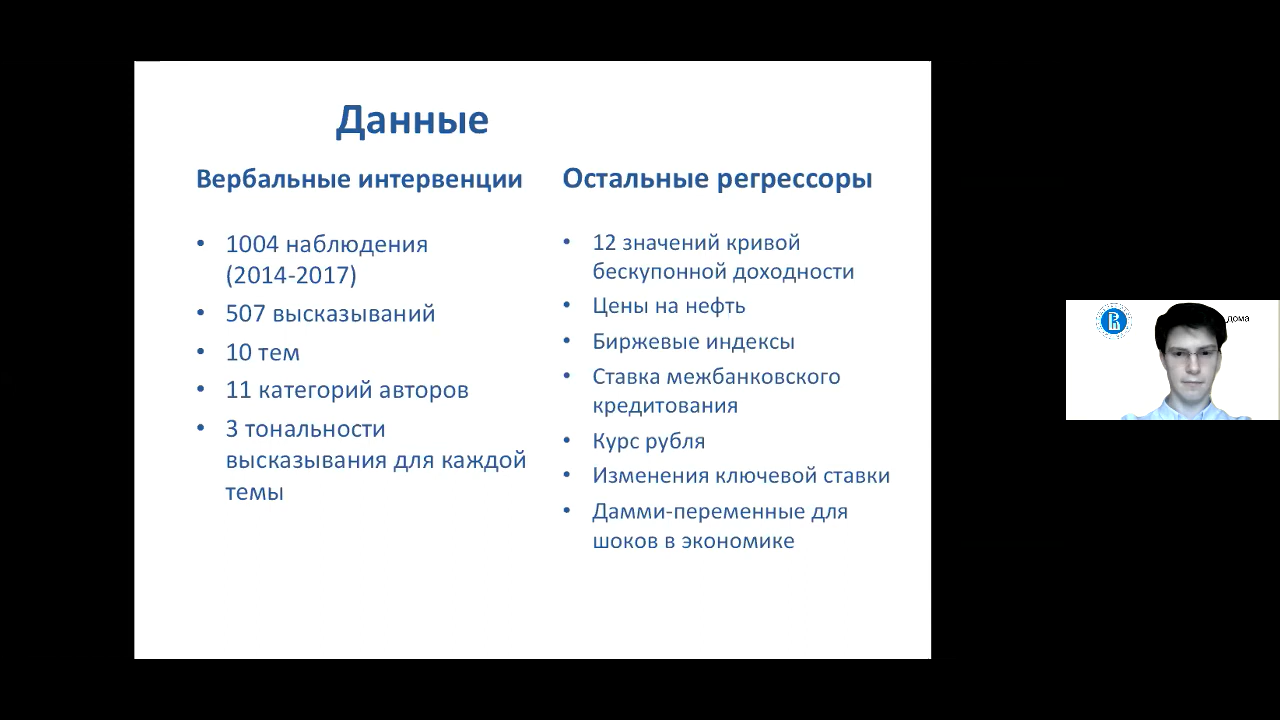 Данные
Вербальные интервенции
• 1004 наблюдения
(2014-2017)
• 507 высказываний
• 10 тем
• 11 категорий авторов
• 3 тональности
высказывания для каждой
темы
Остальные регрессоры
• 12 значений кривой
бескупонной доходности
• Цены на нефть
• Биржевые индексы
• Ставка межбанковского
кредитования
• Курс рубля
• Изменения ключевой ставки
• Дамми-переменные для
шоков в экономике
дома